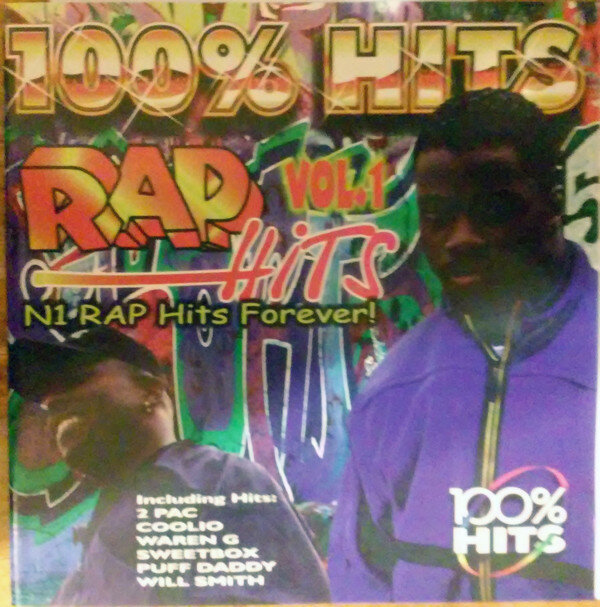 100% HITS
RAP
VOL.1
HiTS
N1 RAP Hits Forever!
Including Hits:
2 PAC
COOLIO
WAREN G
SWEETBOX
PUFF DADDY
WILL SMITH
100%
HITS